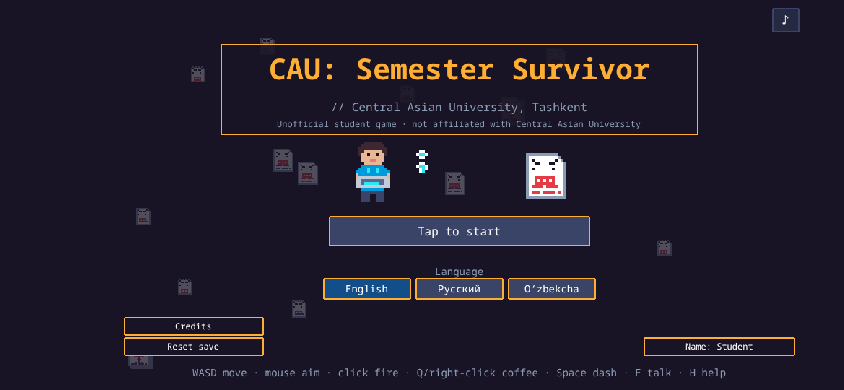 ♪
CAU: Semester Survivor
// Central Asian University, Tashkent
Unofficial student game · not affiliated with Central Asian University
Tap to start
Language
English
Русский
Oʻzbekcha
Credits
Reset save
Name: Student
WASD move · mouse aim · click fire · Q/right-click coffee · Space dash · E talk · H help